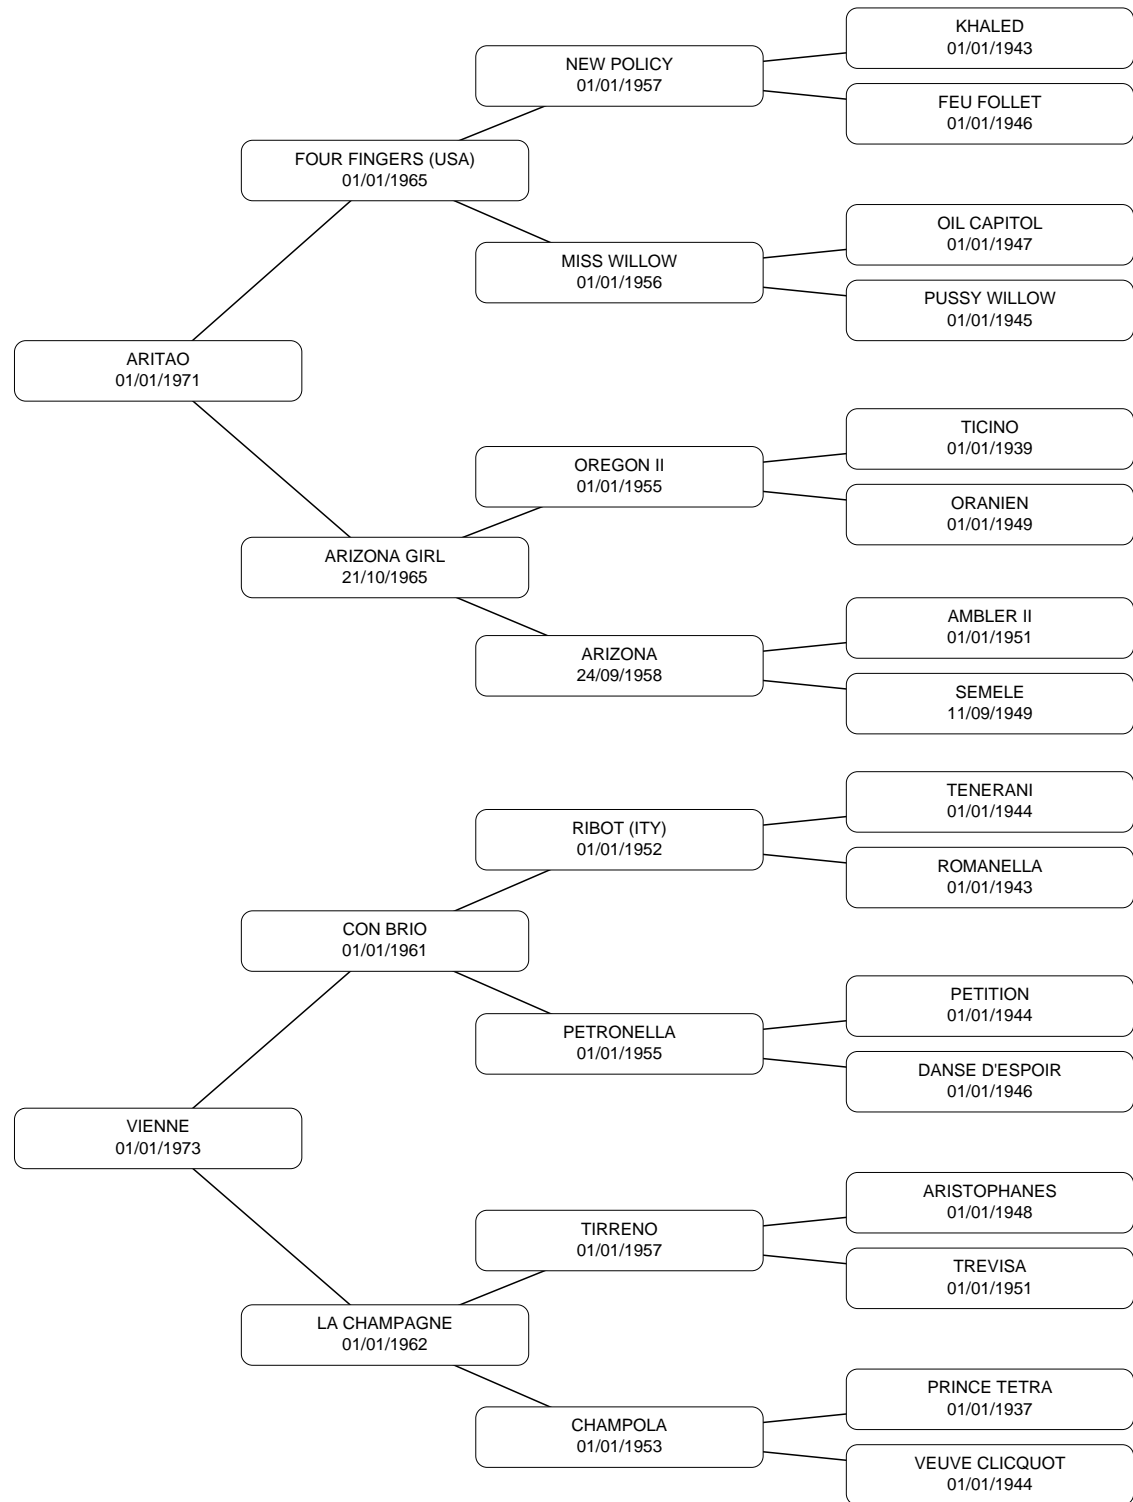 KHALED
01/01/1943
NEW POLICY
01/01/1957
FEU FOLLET
01/01/1946
FOUR FINGERS (USA)
01/01/1965
OIL CAPITOL
01/01/1947
MISS WILLOW
01/01/1956
PUSSY WILLOW
01/01/1945
ARITAO
01/01/1971
TICINO
01/01/1939
OREGON II
01/01/1955
ORANIEN
01/01/1949
ARIZONA GIRL
21/10/1965
AMBLER II
01/01/1951
ARIZONA
24/09/1958
SEMELE
11/09/1949
TENERANI
01/01/1944
RIBOT (ITY)
01/01/1952
ROMANELLA
01/01/1943
CON BRIO
01/01/1961
PETITION
01/01/1944
PETRONELLA
01/01/1955
DANSE D'ESPOIR
01/01/1946
VIENNE
01/01/1973
ARISTOPHANES
01/01/1948
TIRRENO
01/01/1957
TREVISA
01/01/1951
LA CHAMPAGNE
01/01/1962
PRINCE TETRA
01/01/1937
CHAMPOLA
01/01/1953
VEUVE CLICQUOT
01/01/1944